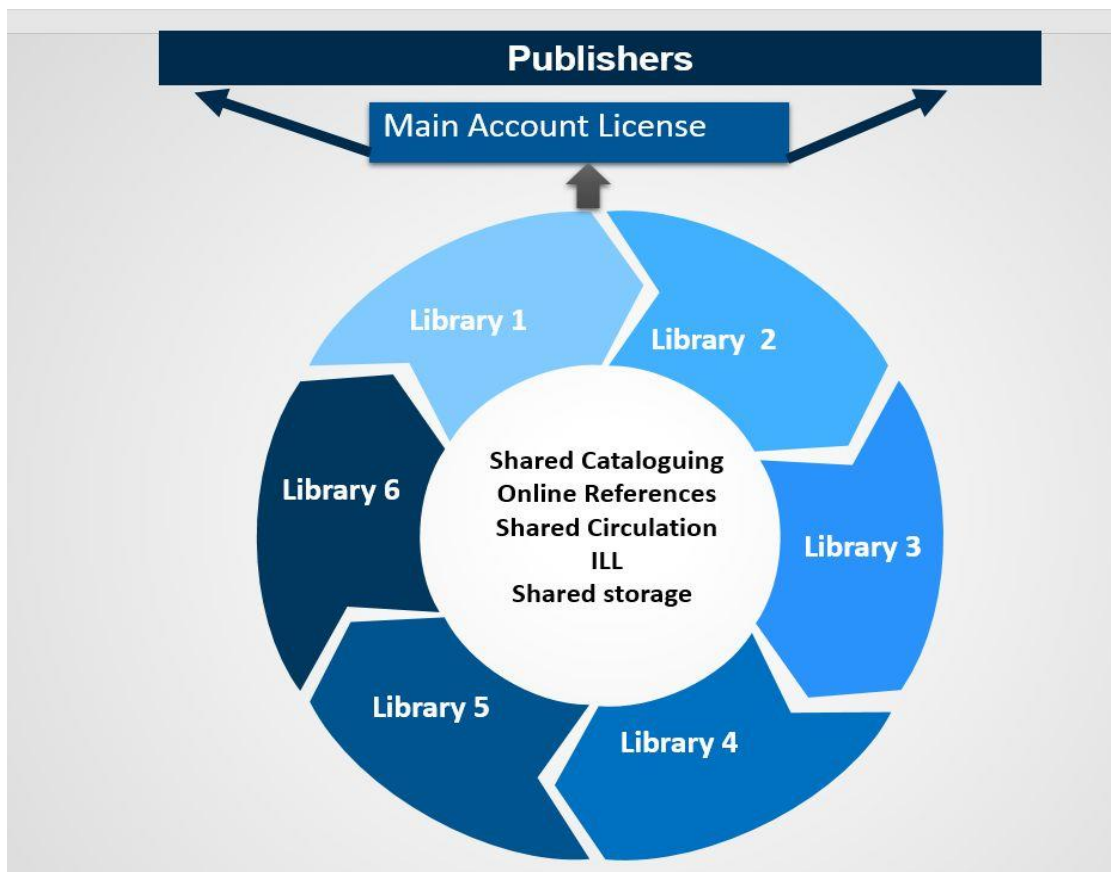 Publishers
Main Account License
Library 1
Library 2
Library 3
Library 4
Library 5
Library 6
Shared Cataloguing
Online References
Shared Circulation
ILL
Shared storage